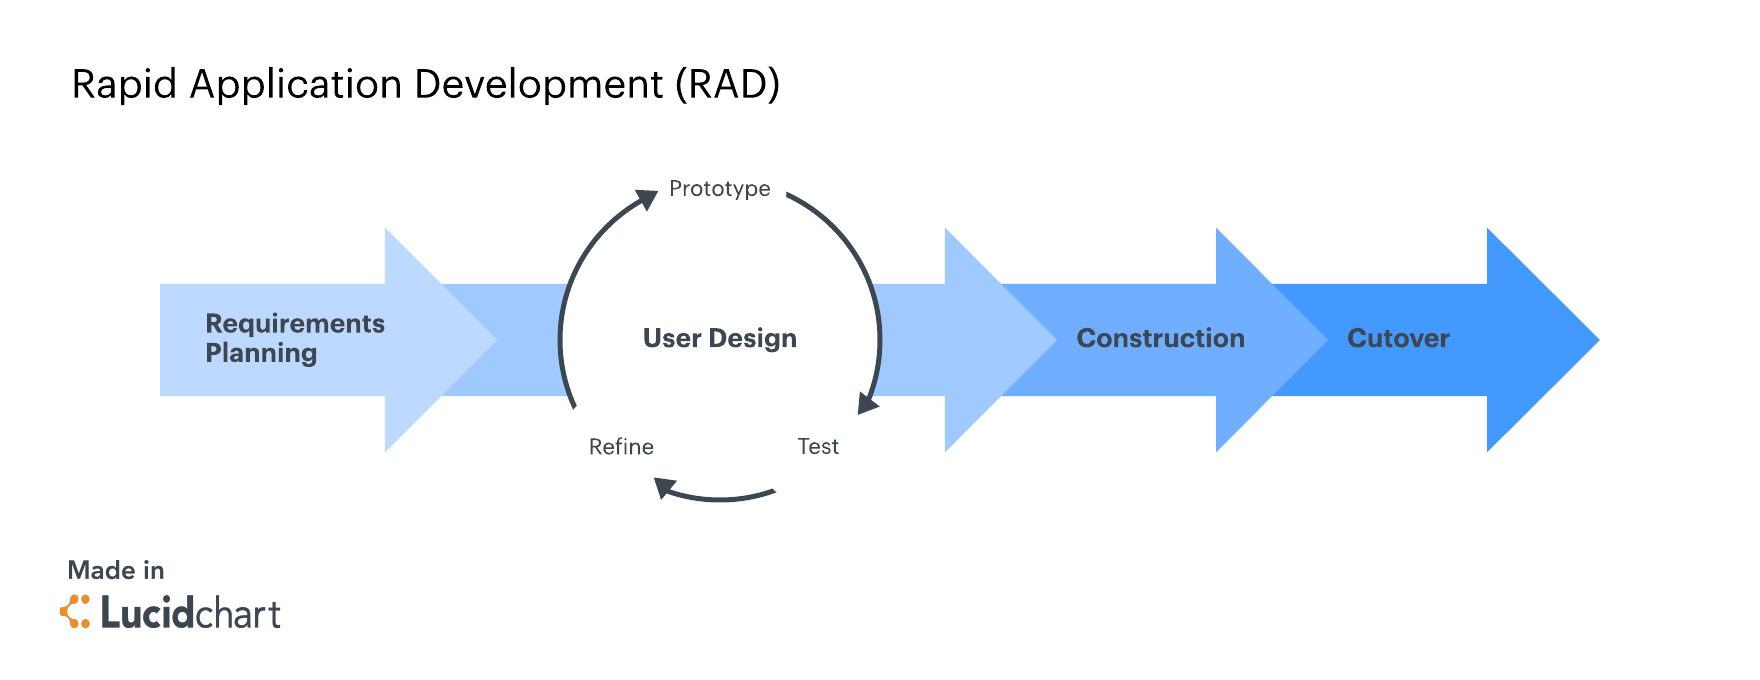 Rapid Application Development (RAD)
Prototype
Requirements
Planning
User Design
Construction
Cutover
Refine
Test
Made in
Lucidchart